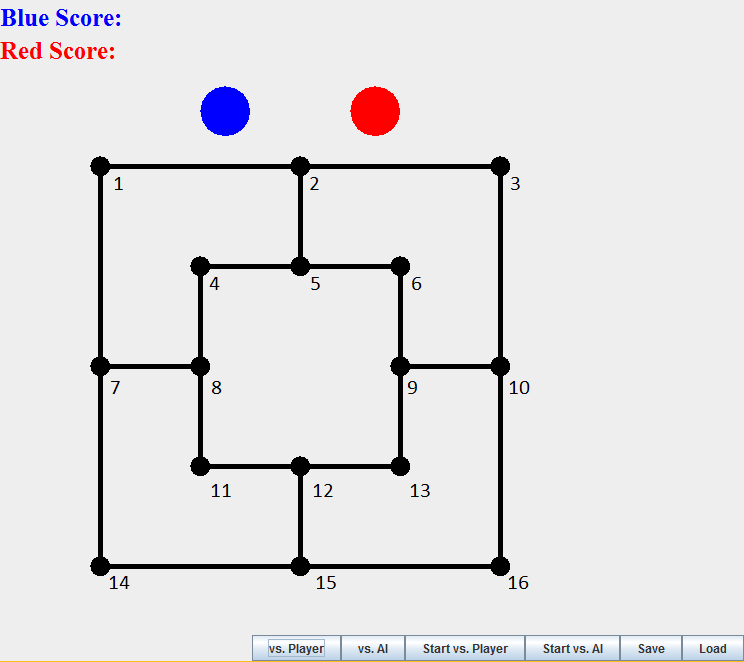 Blue Score:
Red Score:
1 2 3
4 5 6
7 8 9 10
11 12 13
14 15 16
vs. Player vs. AI Start vs. Player Start vs. AI Save Load